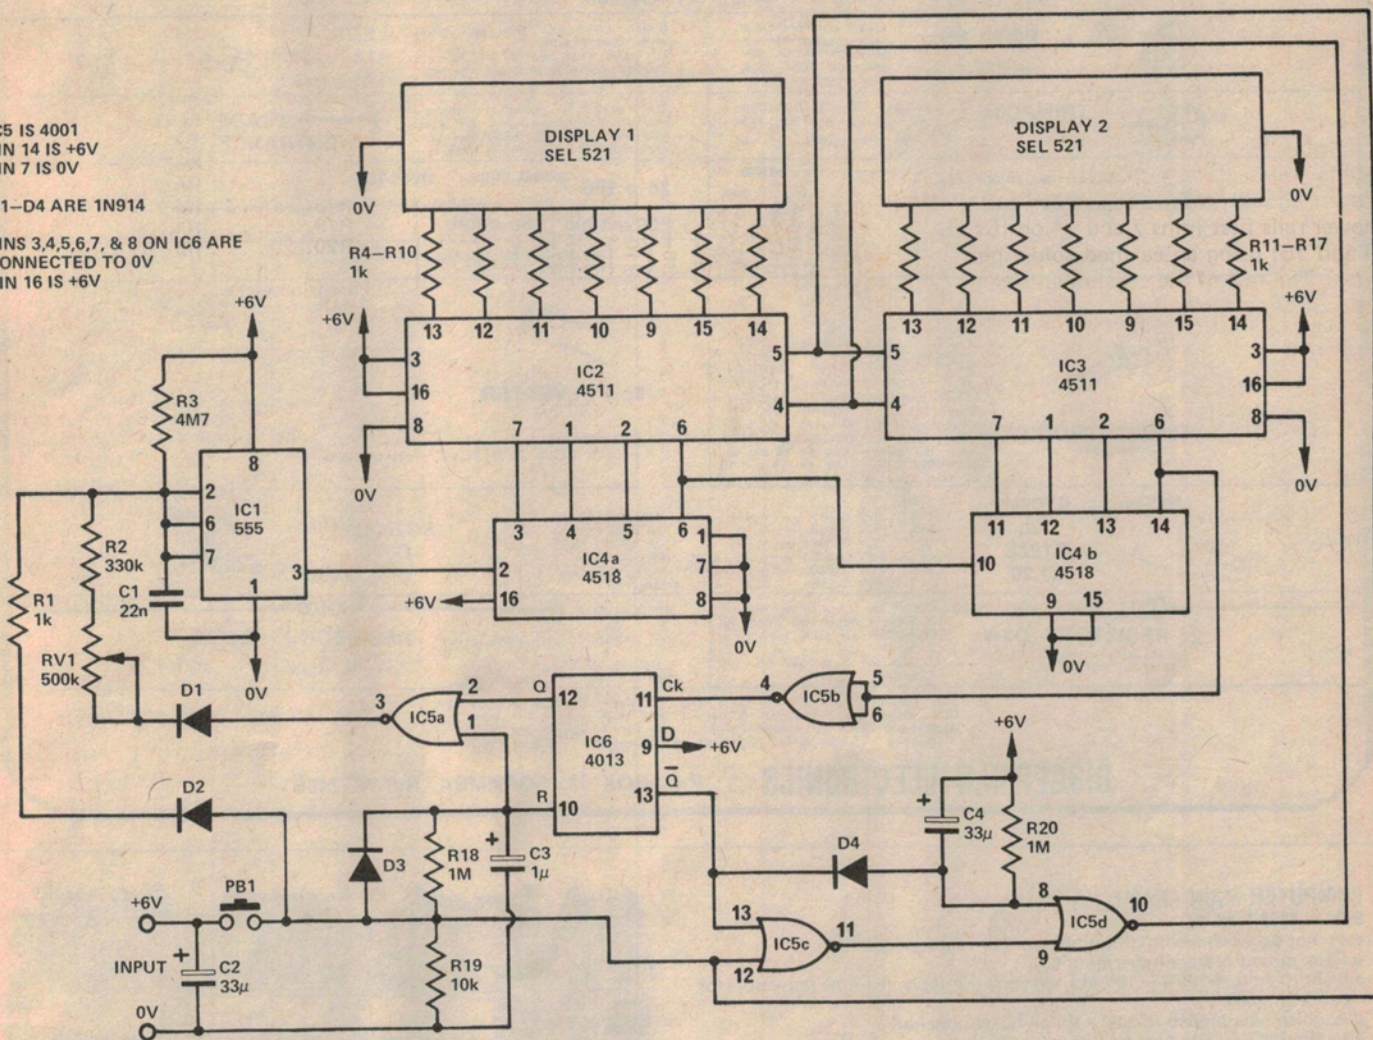 C5 IS 4001
IN 14 IS +6V
IN 7 IS 0V
1–D4 ARE 1N914
INS 3,4,5,6,7, & 8 ON IC6 ARE
ONNECTED TO 0V
IN 16 IS +6V
DISPLAY 1
SEL 521
0V
R4–R10
1k
DISPLAY 2
SEL 521
0V
R11–R17
1k
+6V
13 12 11 10 9 15 14
3
16
8
0V
IC2
4511
5
4
7 1 2 6
13 12 11 10 9 15 14
5
4
IC3
4511
3
16
8
+6V
0V
7 1 2 6
+6V
R3
4M7
8
2
6
7
IC1
555
1
3
R2
330k
C1
22n
R1
1k
RV1
500k
0V
3 4 5 6
2
16
+6V
IC4a
4518
1
7
8
0V
11 12 13 14
10
IC4 b
4518
9 15
0V
D1
3
IC5a
2
1
Q
12
R
10
IC6
4013
11
Ck
9
D
+6V
Q
13
4
IC5b
5
6
D2
D3
R18
1M
C3
1μ
+
R19
10k
+6V
PB1
INPUT
+
C2
33μ
0V
+6V
+
C4
33μ
R20
1M
D4
13
12
IC5c
11
8
9
IC5d
10